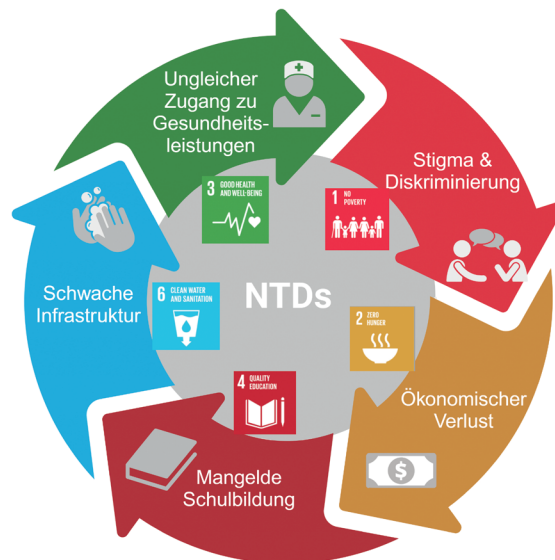 Ungleicher
Zugang zu
Gesundheits-
leistungen
Stigma &
Diskriminierung
Ökonomischer
Verlust
$
Mangelde
Schulbildung
Schwache
Infrastruktur
3 GOOD HEALTH
AND WELL-BEING
1 NO
POVERTY
2 ZERO
HUNGER
4 QUALITY
EDUCATION
6 CLEAN WATER
AND SANITATION
NTDs